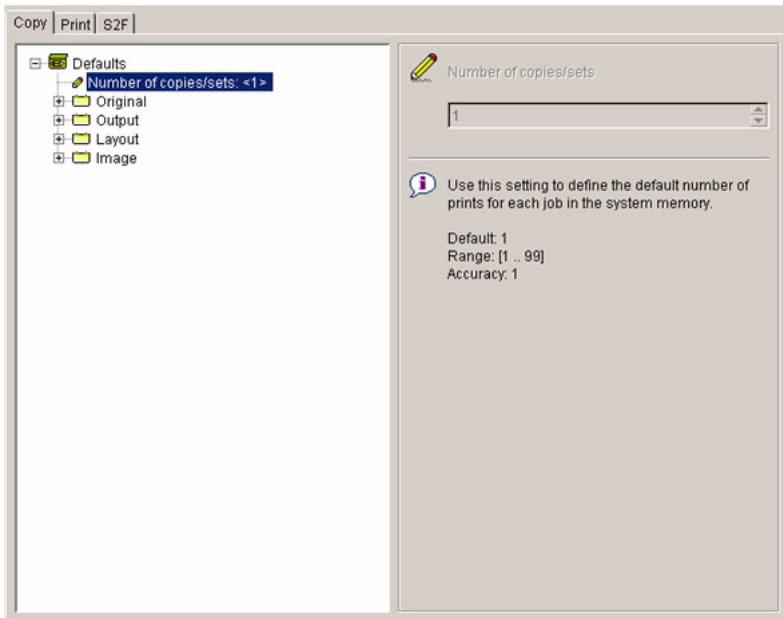 Copy Print S2F
Defaults
Number of copies/sets: <1>
Original
Output
Layout
Image
Number of copies/sets
1
Use this setting to define the default number of
prints for each job in the system memory.
Default: 1
Range: [1 .. 99]
Accuracy: 1